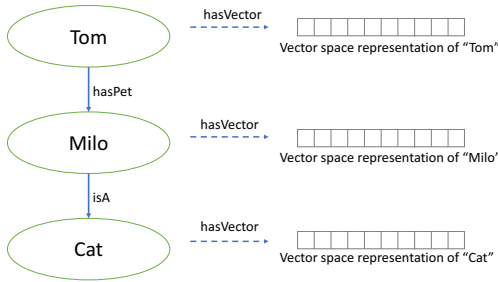 Tom
hasVector
Vector space representation of “Tom”
hasPet
Milo
hasVector
Vector space representation of “Milo”
isA
Cat
hasVector
Vector space representation of “Cat”